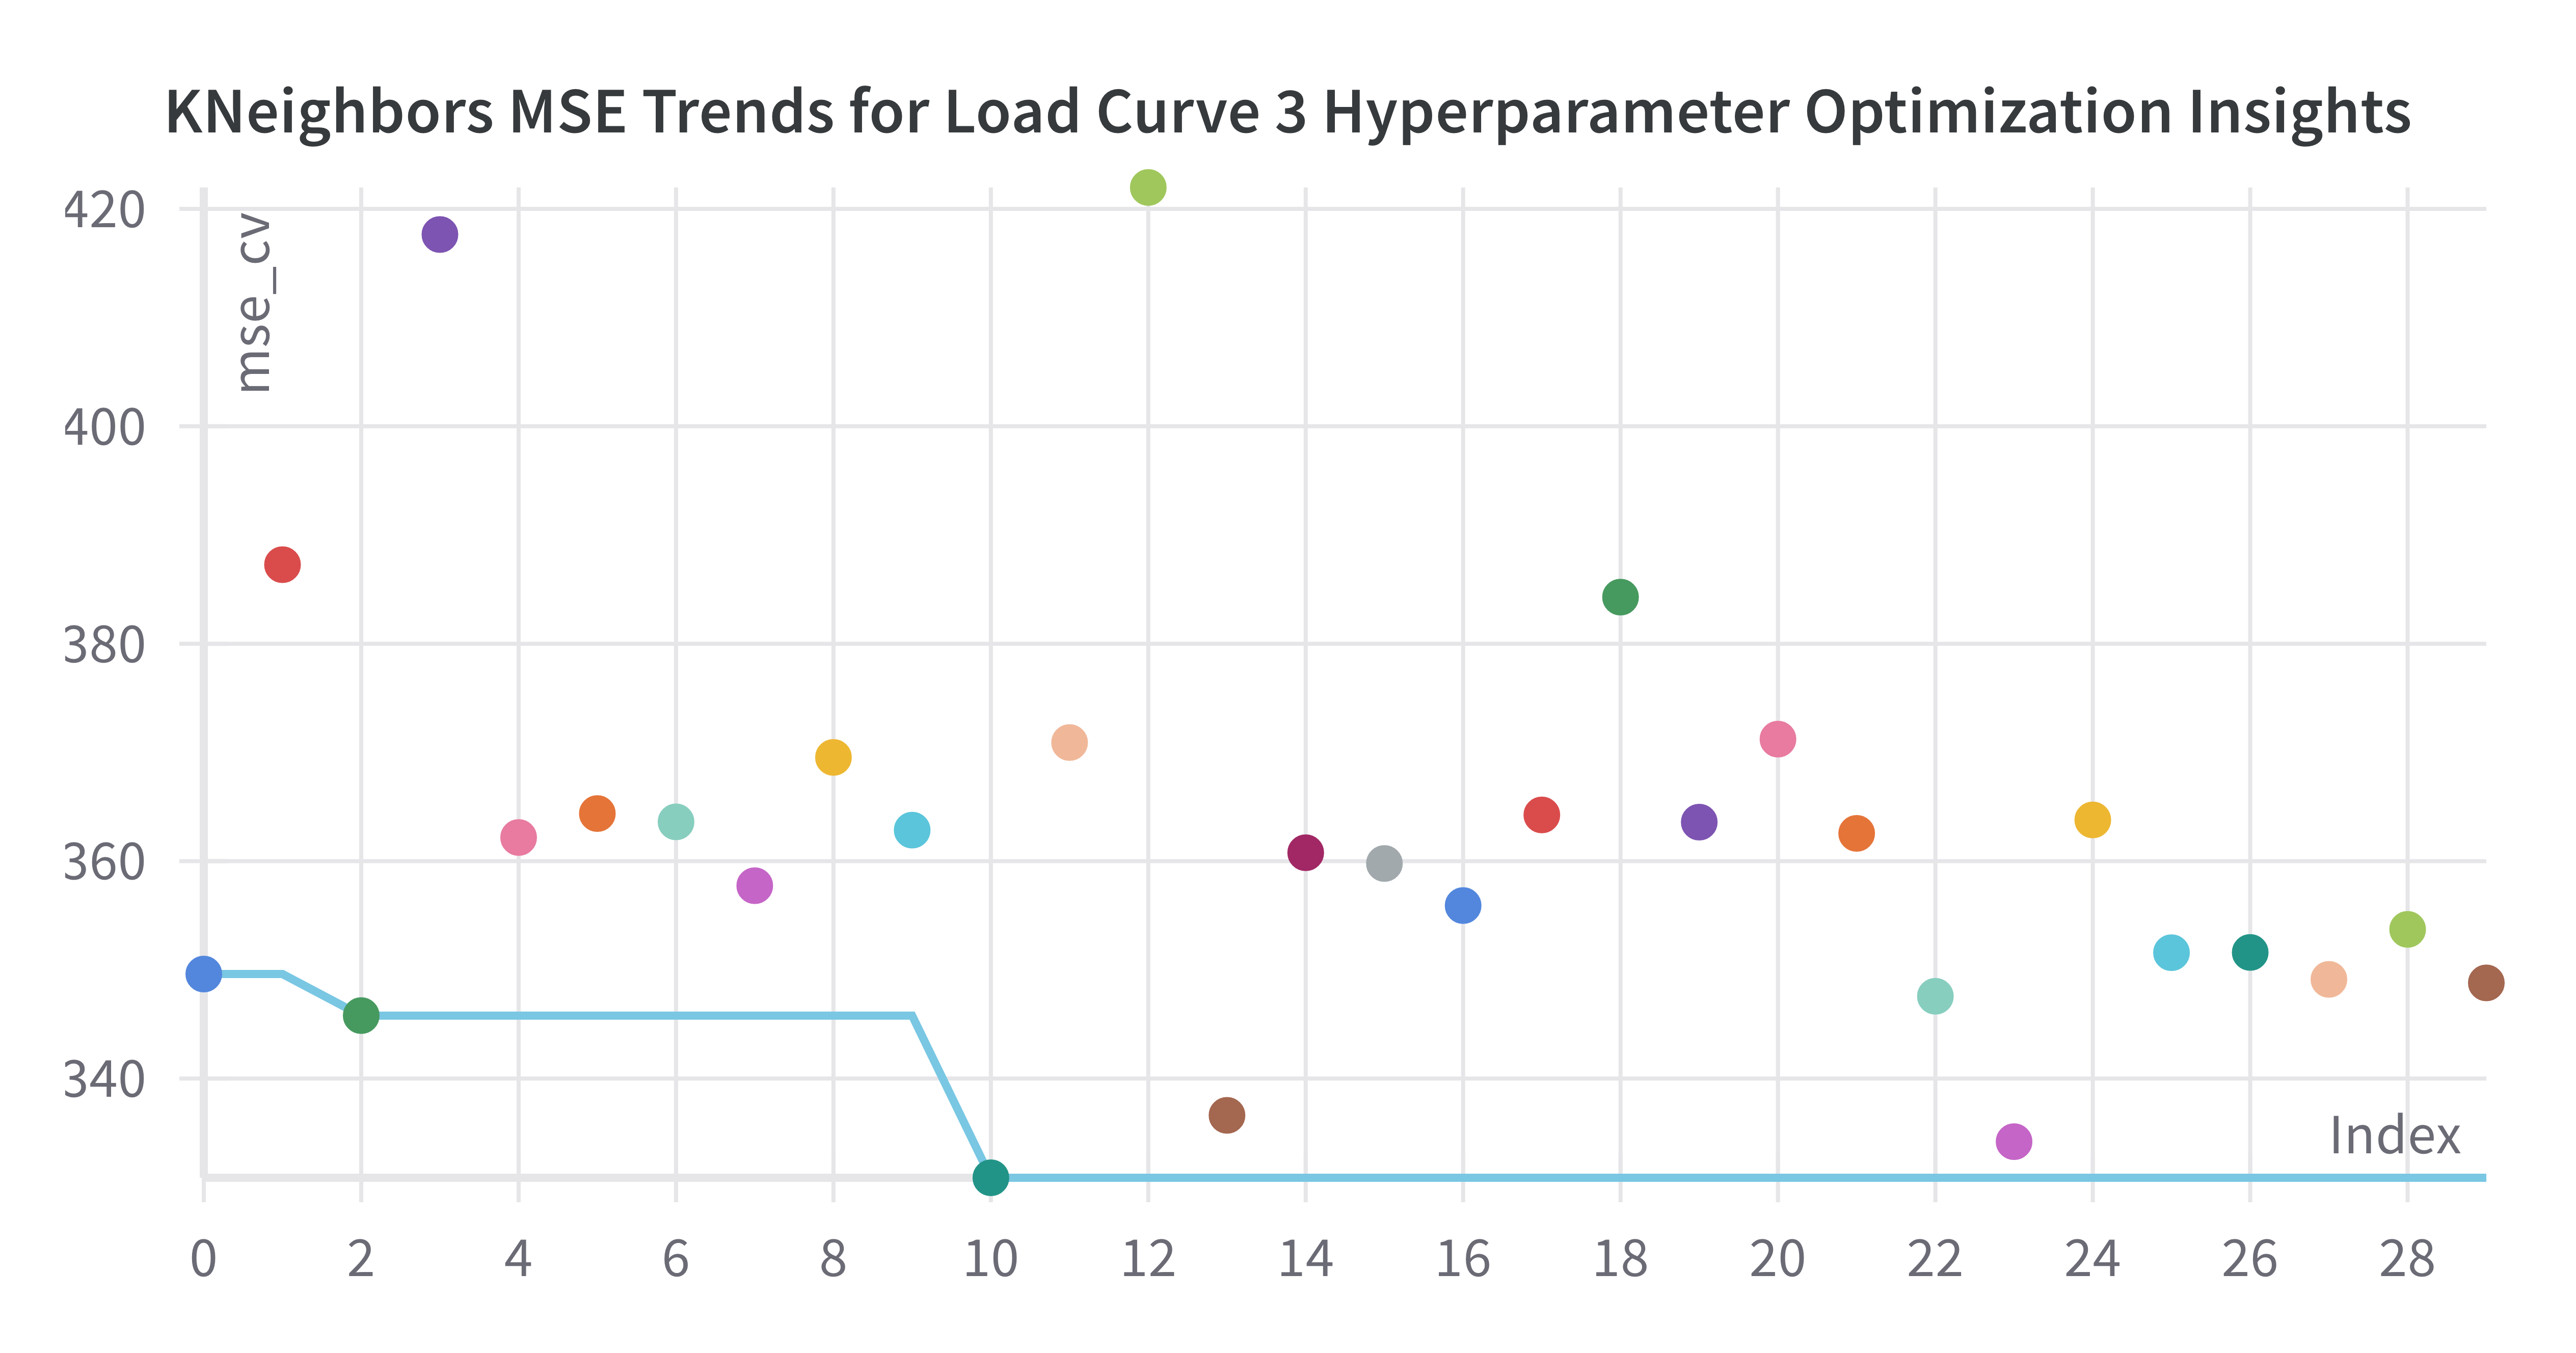 KNeighbors MSE Trends for Load Curve 3 Hyperparameter Optimization Insights
420
mse_cv
400
380
360
340
Index
0 2 4 6 8 10 12 14 16 18 20 22 24 26 28